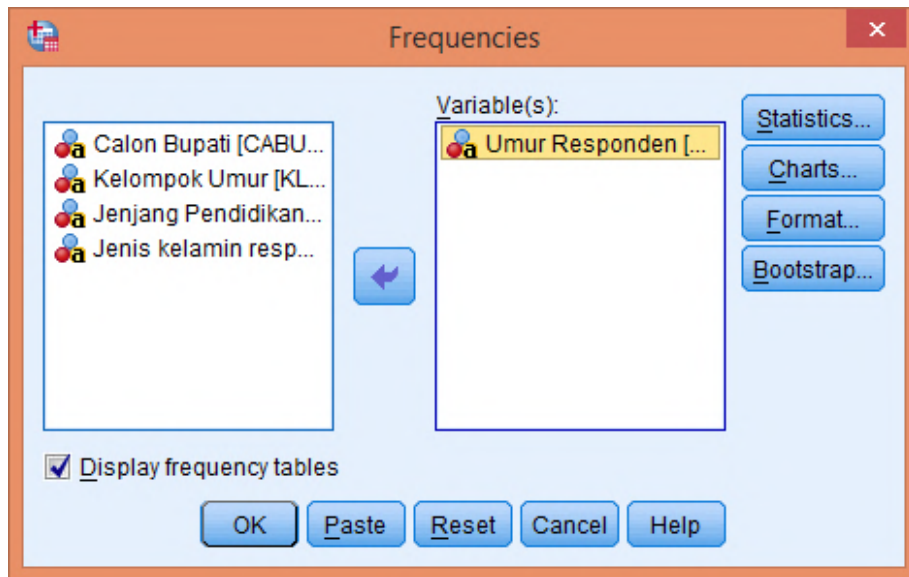 Frequencies
Variable(s):
Calon Bupati [CABU...
Kelompok Umur [KL...
Jenjang Pendidikan...
Jenis kelamin resp...
Umur Responden [...
Statistics...
Charts...
Format...
Bootstrap...
Display frequency tables
OK Paste Reset Cancel Help